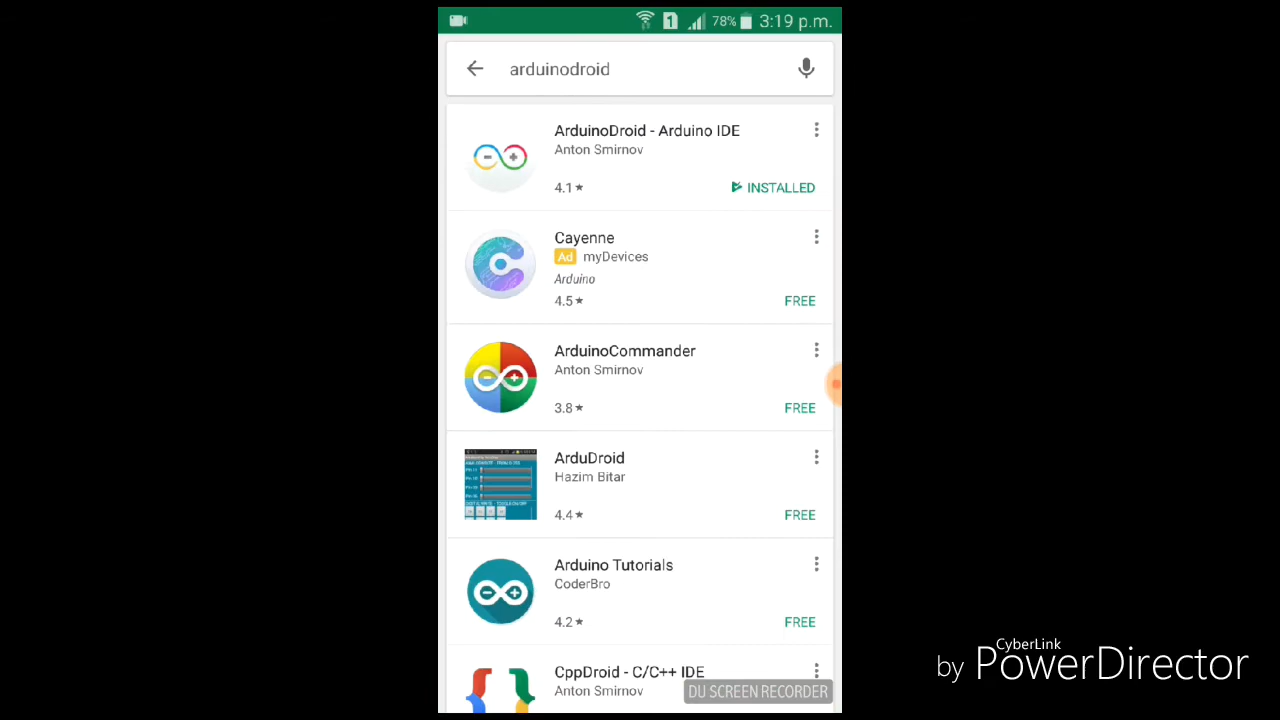 1 78% 3:19 p.m.
arduinodroid
ArduinoDroid - Arduino IDE
Anton Smirnov
4.1★ INSTALLED
Cayenne
Ad myDevices
Arduino
4.5★ FREE
ArduinoCommander
Anton Smirnov
3.8★ FREE
ArduDroid
Hazim Bitar
4.4★ FREE
Arduino Tutorials
CoderBro
4.2★ FREE
CppDroid - C/C++ IDE
Anton Smirnov
DU SCREEN RECORDER
CyberLink
by PowerDirector